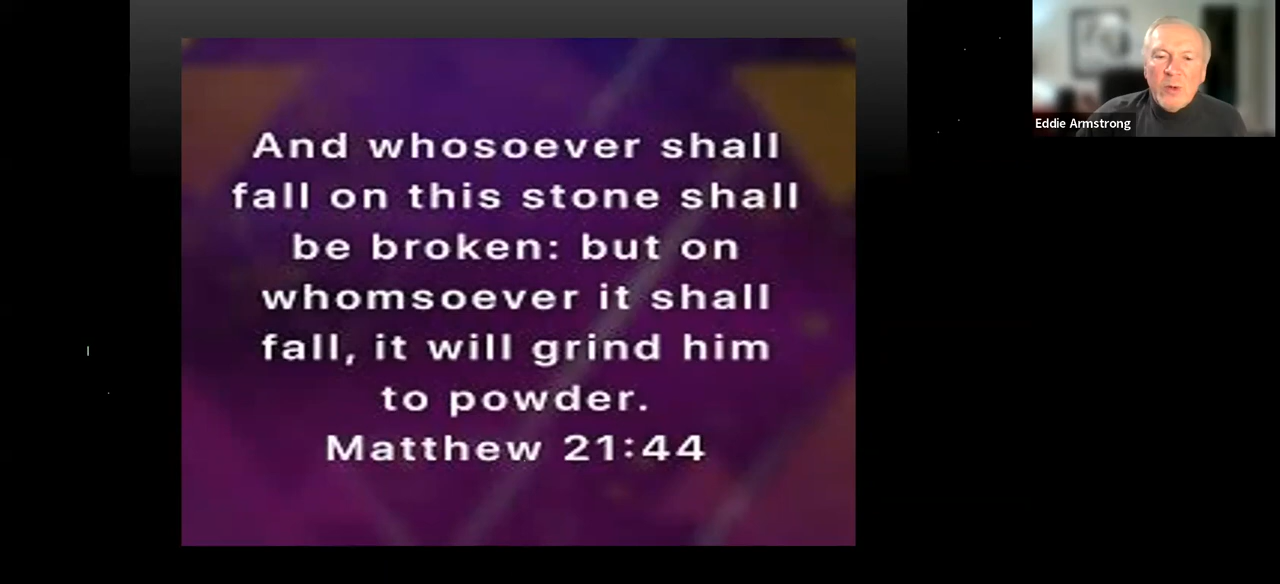 And whosoever shall
fall on this stone shall
be broken: but on
whomsoever it shall
fall, it will grind him
to powder.
Matthew 21:44
Eddie Armstrong